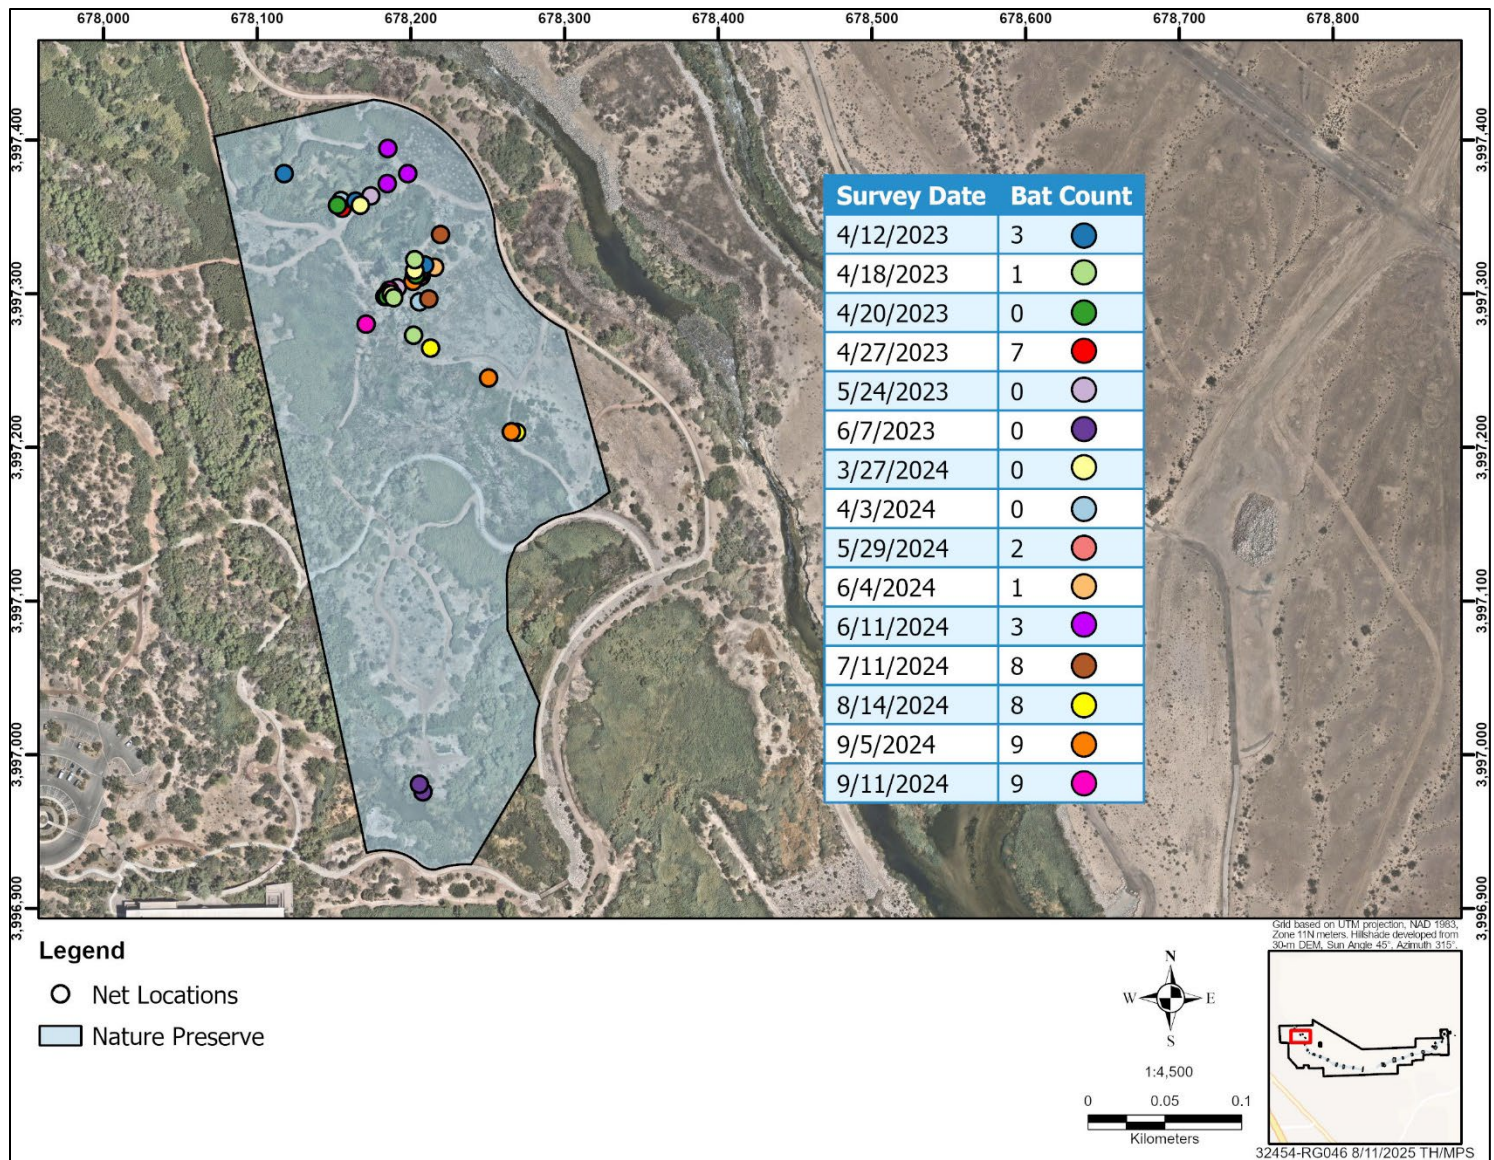 678,000 678,100 678,200 678,300 678,400 678,500 678,600 678,700 678,800
3,997,400 3,997,400
3,997,300 3,997,300
3,997,200 3,997,200
3,997,100 3,997,100
3,997,000 3,997,000
3,996,900 3,996,900
Survey Date Bat Count
4/12/2023 3
4/18/2023 1
4/20/2023 0
4/27/2023 7
5/24/2023 0
6/7/2023 0
3/27/2024 0
4/3/2024 0
5/29/2024 2
6/4/2024 1
6/11/2024 3
7/11/2024 8
8/14/2024 8
9/5/2024 9
9/11/2024 9
Legend
Net Locations
Nature Preserve
N
W E
S
1:4,500
0 0.05 0.1
Kilometers
Grid based on UTM projection, NAD 1983,
Zone 11N meters. Hillshade developed from
30-m DEM, Sun Angle 45°, Azimuth 315°.
32454-RG046 8/11/2025 TH/MPS